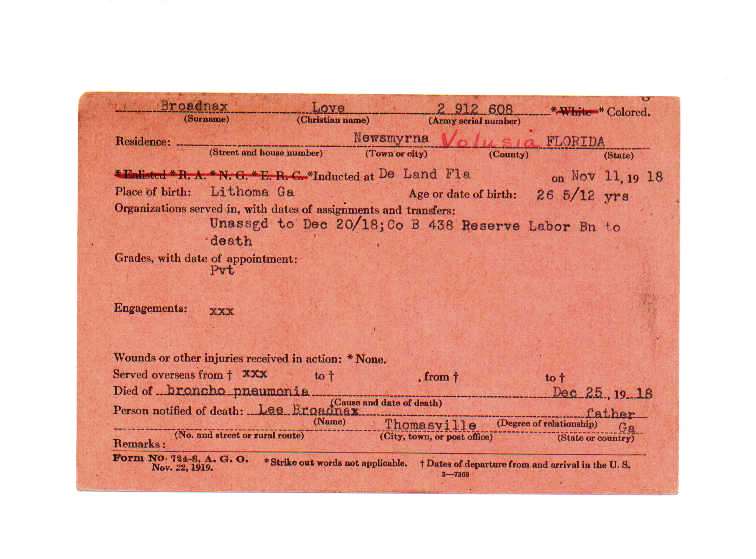 Broadnax Love 2 912 608 *White *Colored.
(Surname) (Christian name) (Army serial number)
Residence: Newsmyrna Volusia FLORIDA
(Street and house number) (Town or city) (County) (State)
*Enlisted *R. A. *N. G. *E. R. C. *Inducted at De Land Fla on Nov 11, 19 18
Place of birth: Lithoma Ga Age or date of birth: 26 5/12 yrs
Organizations served in, with dates of assignments and transfers:
Unassgd to Dec 20/18; Co B 438 Reserve Labor Bn to
death
Grades, with date of appointment:
Pvt
Engagements: xxx
Wounds or other injuries received in action: *None.
Served overseas from † xxx to † , from † to †
Died of broncho pneumonia Dec 25, 19 18
(Cause and date of death)
Person notified of death: Lee Broadnax father
(Name) (Degree of relationship)
Thomasville Ga
(No. and street or rural route) (City, town, or post office) (State or country)
Remarks:
Form No. 724-8, A. G. O. *Strike out words not applicable. † Dates of departure from and arrival in the U. S.
Nov. 22, 1919. 3—7368